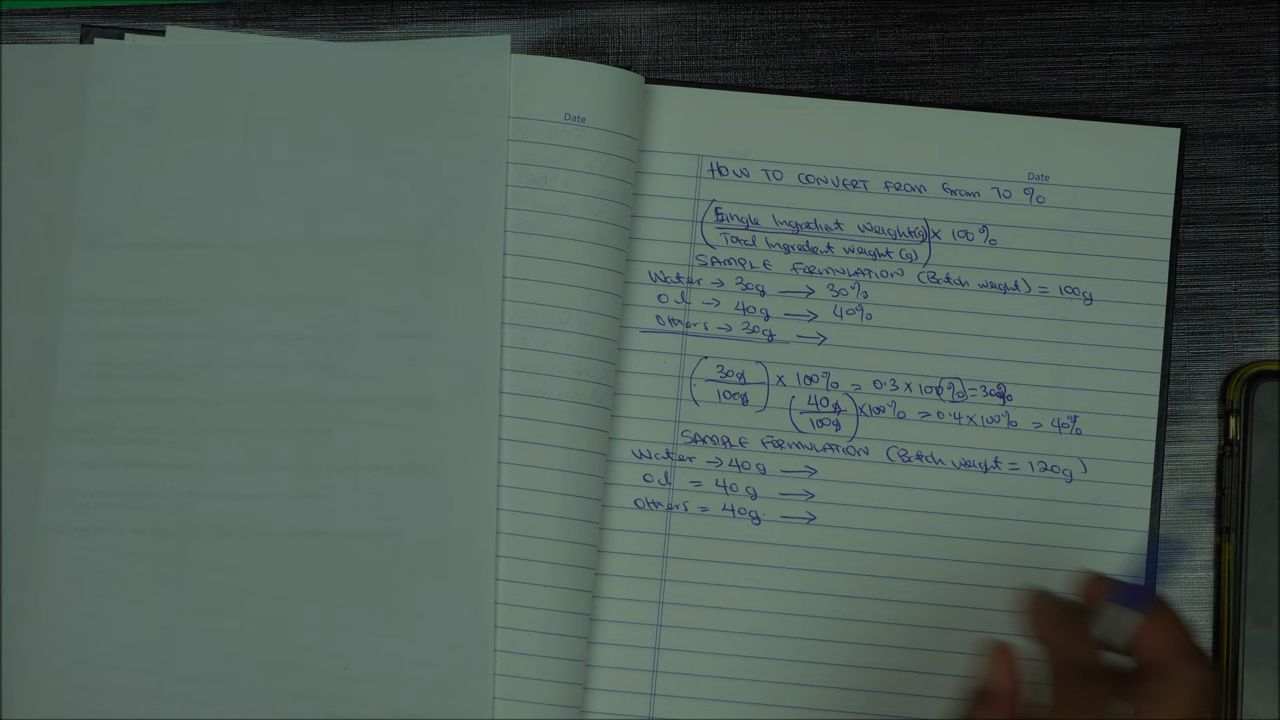 Date
Date
HOW TO CONVERT FROM Gram TO %
(Single Ingredient weight(g)/Total Ingredient weight (g)) × 100%
SAMPLE FORMULATION (Batch weight) = 100g
Water → 30g → 30%
Oil → 40g → 40%
Others → 30g →
(30g/100g) × 100% = 0.3 × 100% = 30%
(40g/100g) × 100% = 0.4 × 100% = 40%
SAMPLE FORMULATION (Batch weight = 120g)
Water → 40g →
Oil = 40g →
Others = 40g. →